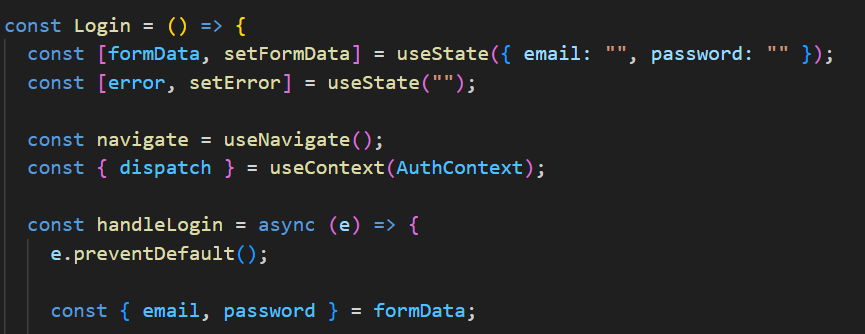 const Login = () => {
const [formData, setFormData] = useState({ email: "", password: "" });
const [error, setError] = useState("");
const navigate = useNavigate();
const { dispatch } = useContext(AuthContext);
const handleLogin = async (e) => {
e.preventDefault();
const { email, password } = formData;